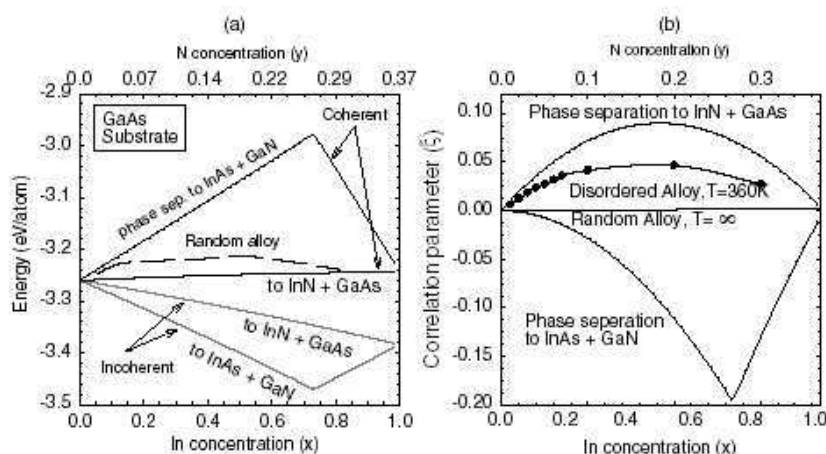 (a)
N concentration (y)
0.0 0.07 0.14 0.22 0.29 0.37
-2.9
-3.0
-3.1
-3.2
-3.3
-3.4
-3.5
Energy (eV/atom)
GaAs
Substrate
Coherent
phase sep. to InAs + GaN
Random alloy
to InN + GaAs
to InN + GaAs
to InAs + GaN
Incoherent
0.0 0.2 0.4 0.6 0.8 1.0
In concentration (x)
(b)
N concentration (y)
0.0 0.1 0.2 0.3
0.10
0.05
0.00
-0.05
-0.10
-0.15
-0.20
Correlation parameter (ξ)
Phase separation to InN + GaAs
Disordered Alloy, T=360K
Random Alloy, T= ∞
Phase seperation
to InAs + GaN
0.0 0.2 0.4 0.6 0.8 1.0
In concentration (x)